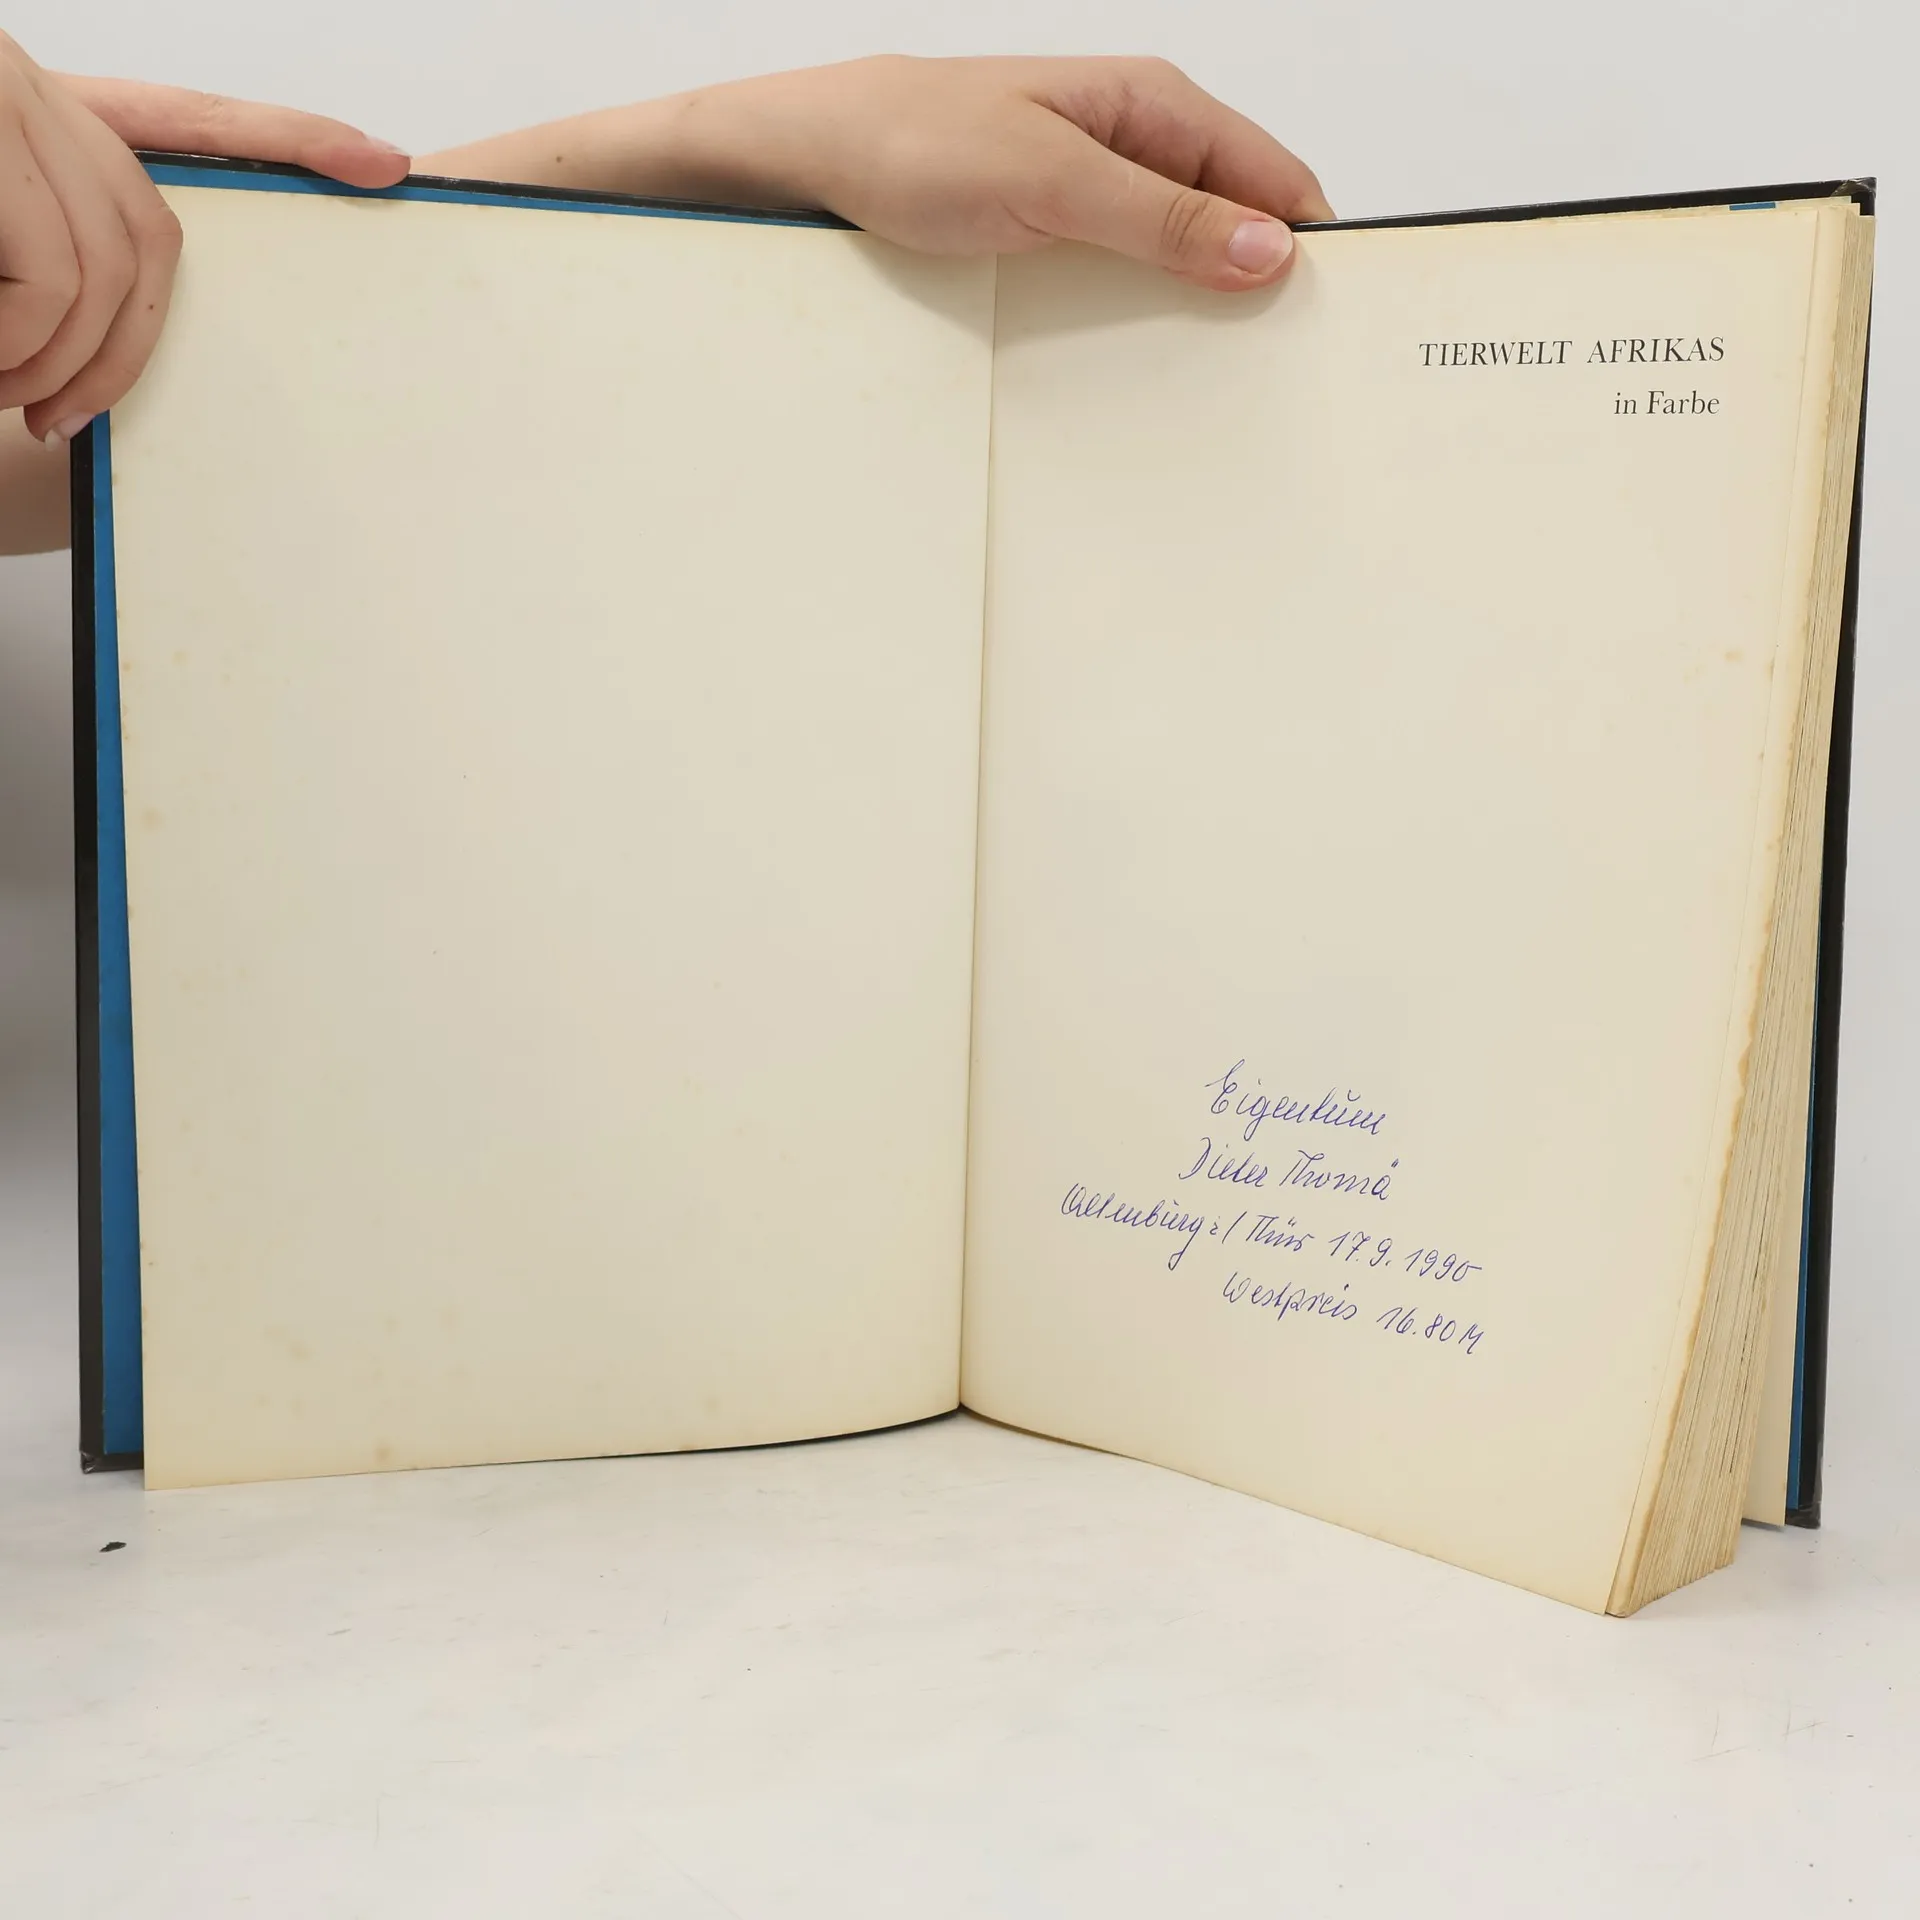 TIERWELT AFRIKAS
in Farbe
Eigentum
Dieter Thomä
Altenburg i/Thür 17.9.1990
Westpreis 16.80 M